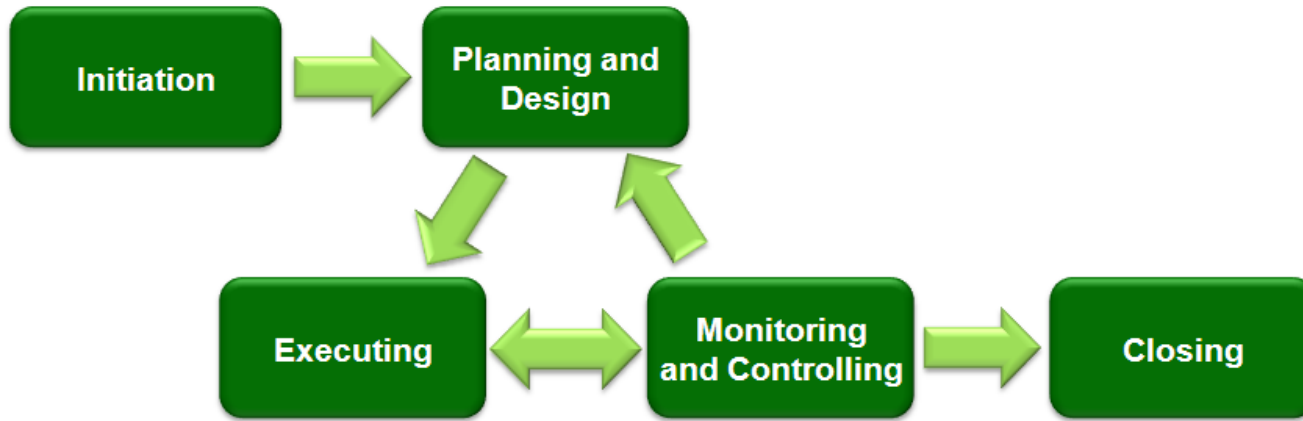 Initiation
Planning and
Design
Executing
Monitoring
and Controlling
Closing